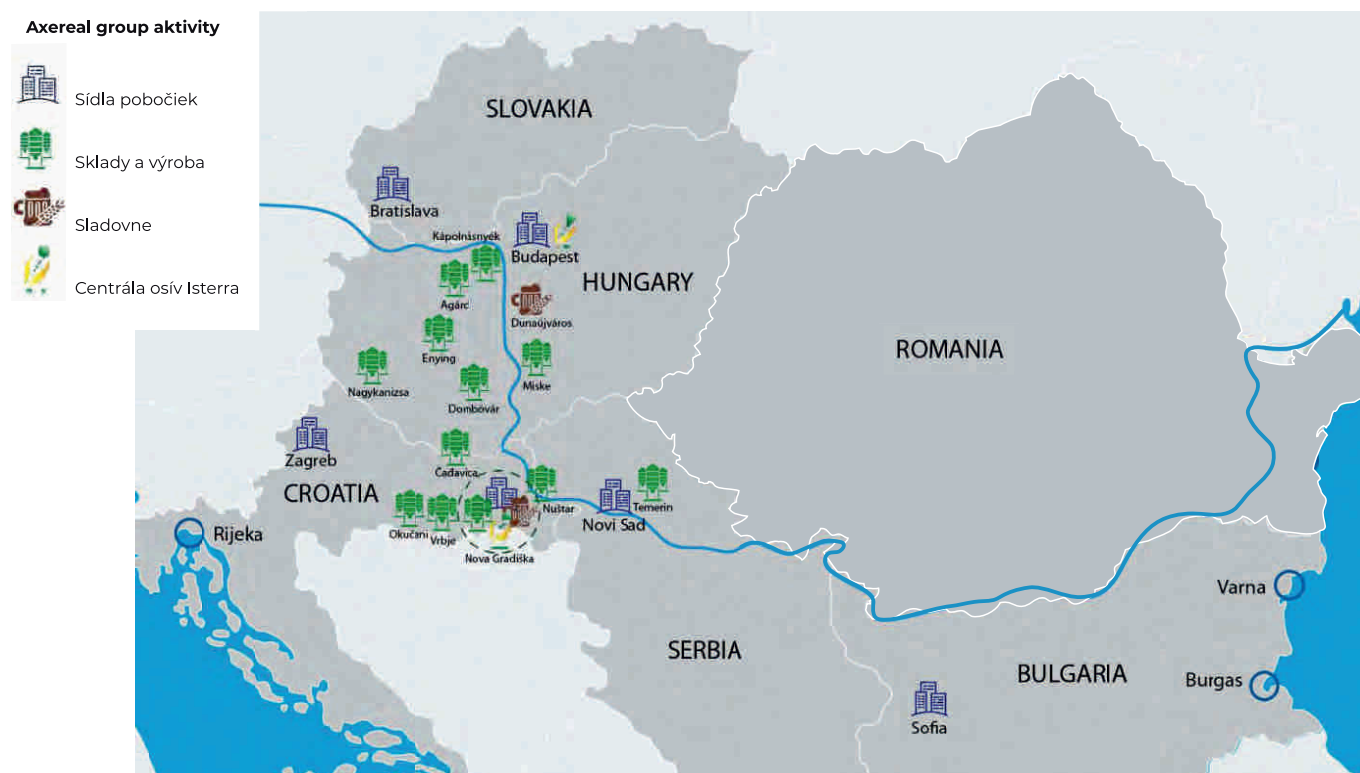 Axereal group aktivity
Sídla pobočiek
Sklady a výroba
Sladovne
Centrála osív Isterra
SLOVAKIA
Bratislava
Kápolnásnyék
Budapest
HUNGARY
Agárc
Dunaújváros
Enying
Miske
Nagykanizsa
Dombóvár
ROMANIA
Zagreb
Čađavica
CROATIA
Nuštar
Temerin
Novi Sad
Okučani
Vrbje
Nova Gradiška
Rijeka
Varna
SERBIA
BULGARIA
Burgas
Sofia